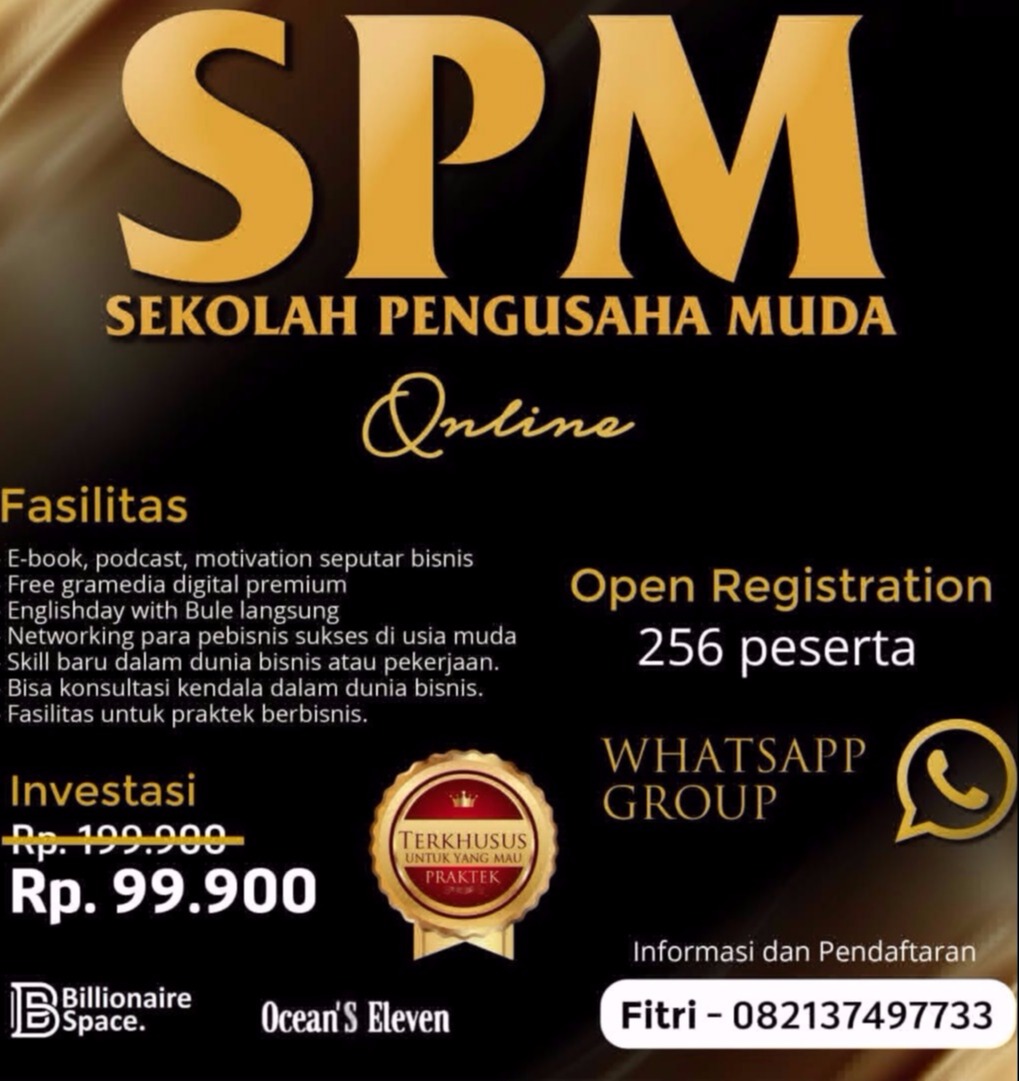 SPM
SEKOLAH PENGUSAHA MUDA
Online
Fasilitas
E-book, podcast, motivation seputar bisnis
Free gramedia digital premium
Englishday with Bule langsung
Networking para pebisnis sukses di usia muda
Skill baru dalam dunia bisnis atau pekerjaan.
Bisa konsultasi kendala dalam dunia bisnis.
Fasilitas untuk praktek berbisnis.
Open Registration
256 peserta
WHATSAPP
GROUP
Investasi
Rp. 199.900
Rp. 99.900
TERKHUSUS
UNTUK YANG MAU
PRAKTEK
Informasi dan Pendaftaran
Fitri - 082137497733
B Billionaire
Space.
Ocean'S Eleven